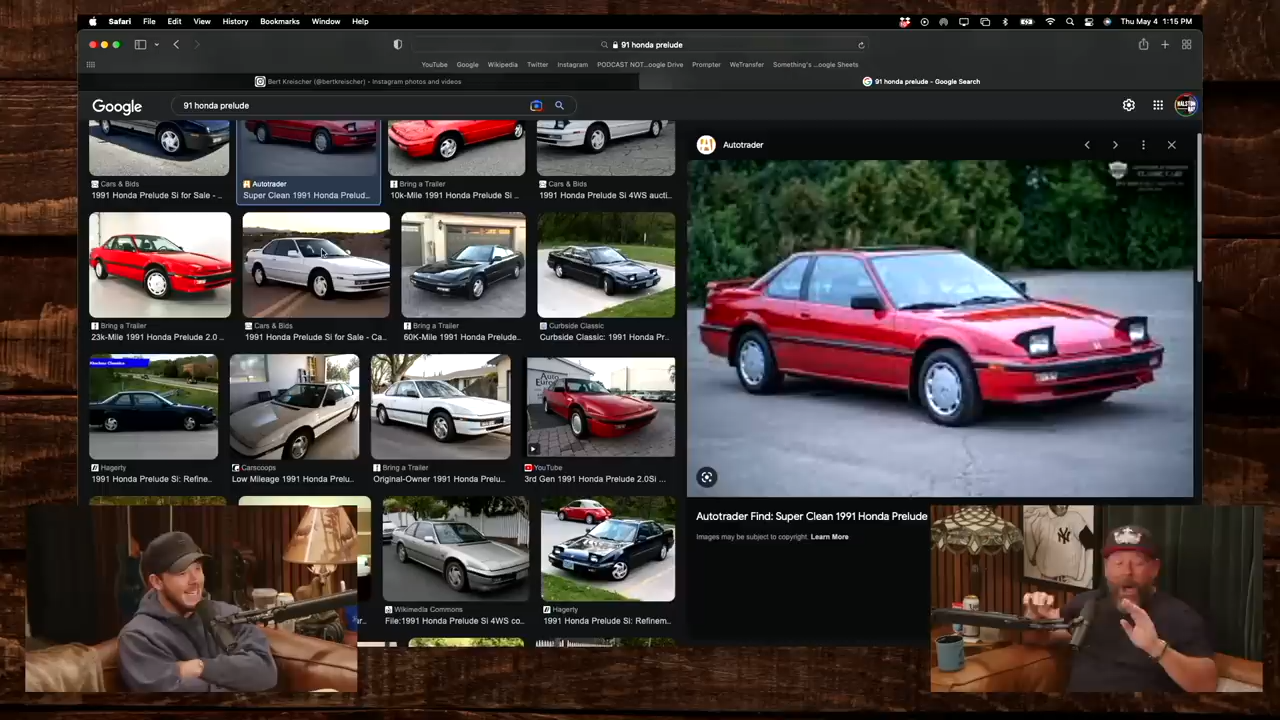 Safari File Edit View History Bookmarks Window Help
Thu May 4 1:15 PM
91 honda prelude
YouTube Google Wikipedia Twitter Instagram PODCAST NOT...oogle Drive Prompter WeTransfer Something's...oogle Sheets
Bert Kreischer (@bertkreischer) • Instagram photos and videos
91 honda prelude - Google Search
Google
91 honda prelude
Autotrader
Cars & Bids
1991 Honda Prelude Si for Sale - ...
Autotrader
Super Clean 1991 Honda Prelud...
Bring a Trailer
10k-Mile 1991 Honda Prelude Si ...
Cars & Bids
1991 Honda Prelude Si 4WS aucti...
Bring a Trailer
23k-Mile 1991 Honda Prelude 2.0 ...
Cars & Bids
1991 Honda Prelude Si for Sale - Ca...
Bring a Trailer
60K-Mile 1991 Honda Prelude...
Curbside Classic
Curbside Classic: 1991 Honda Pr...
Hagerty
1991 Honda Prelude Si: Refine...
Carscoops
Low Mileage 1991 Honda Prelu...
Bring a Trailer
Original-Owner 1991 Honda Prelu...
YouTube
3rd Gen 1991 Honda Prelude 2.0Si ...
Wikimedia Commons
File:1991 Honda Prelude Si 4WS co...
Hagerty
1991 Honda Prelude Si: Refinem...
Autotrader Find: Super Clean 1991 Honda Prelude
Images may be subject to copyright. Learn More